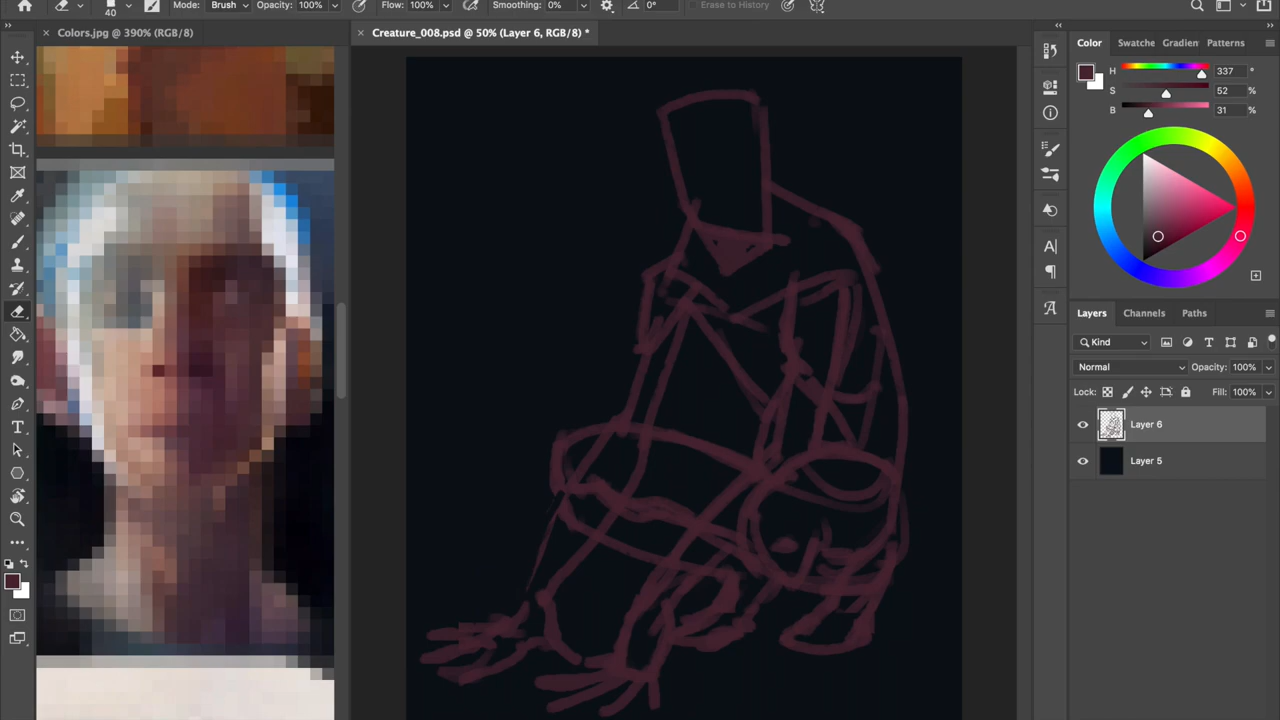 40
Mode: Brush
Opacity: 100%
Flow: 100%
Smoothing: 0%
0°
Erase to History
Colors.jpg @ 390% (RGB/8)
Creature_008.psd @ 50% (Layer 6, RGB/8) *
Color
Swatche
Gradien
Patterns
H 337 °
S 52 %
B 31 %
Layers
Channels
Paths
Kind
Normal
Opacity: 100%
Lock:
Fill: 100%
Layer 6
Layer 5